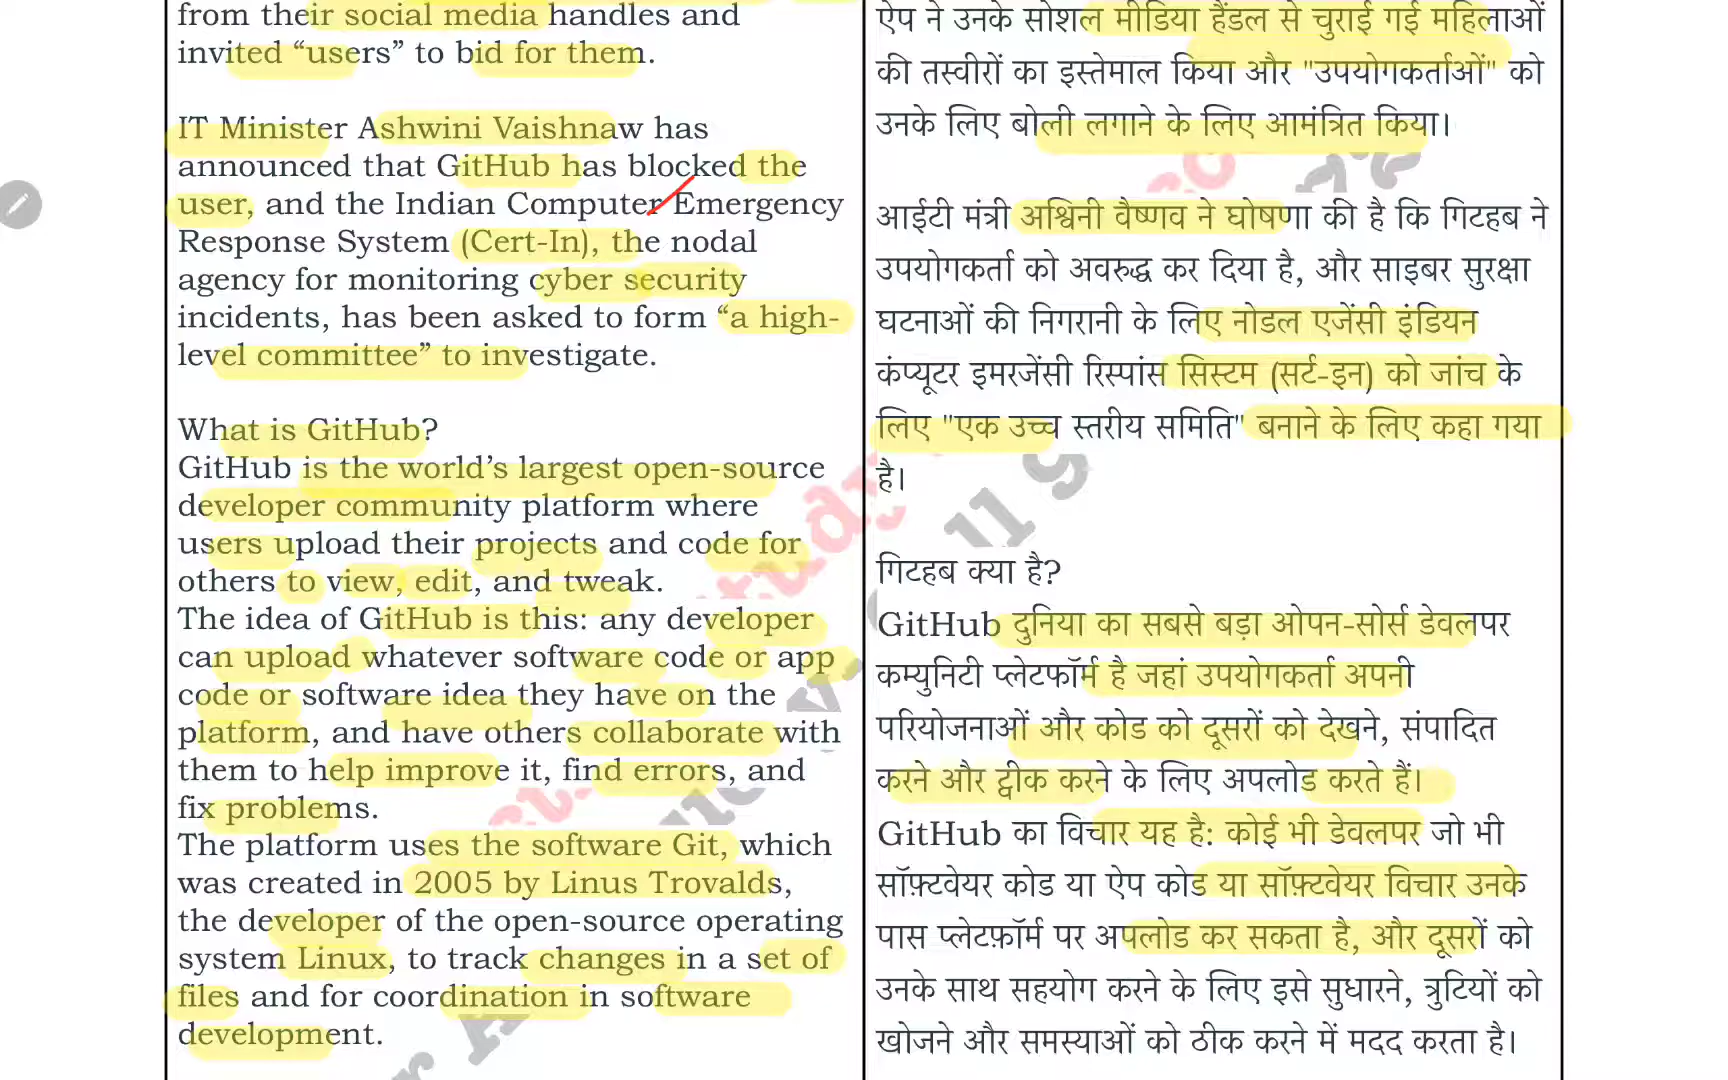 from their social media handles and
invited “users” to bid for them.
IT Minister Ashwini Vaishnaw has
announced that GitHub has blocked the
user, and the Indian Computer Emergency
Response System (Cert-In), the nodal
agency for monitoring cyber security
incidents, has been asked to form “a high-
level committee” to investigate.
What is GitHub?
GitHub is the world’s largest open-source
developer community platform where
users upload their projects and code for
others to view, edit, and tweak.
The idea of GitHub is this: any developer
can upload whatever software code or app
code or software idea they have on the
platform, and have others collaborate with
them to help improve it, find errors, and
fix problems.
The platform uses the software Git, which
was created in 2005 by Linus Trovalds,
the developer of the open-source operating
system Linux, to track changes in a set of
files and for coordination in software
development.
ऐप ने उनके सोशल मीडिया हैंडल से चुराई गई महिलाओं
की तस्वीरों का इस्तेमाल किया और "उपयोगकर्ताओं" को
उनके लिए बोली लगाने के लिए आमंत्रित किया।
आईटी मंत्री अश्विनी वैष्णव ने घोषणा की है कि गिटहब ने
उपयोगकर्ता को अवरुद्ध कर दिया है, और साइबर सुरक्षा
घटनाओं की निगरानी के लिए नोडल एजेंसी इंडियन
कंप्यूटर इमरजेंसी रिस्पांस सिस्टम (सर्ट-इन) को जांच के
लिए "एक उच्च स्तरीय समिति" बनाने के लिए कहा गया
है।
गिटहब क्या है?
GitHub दुनिया का सबसे बड़ा ओपन-सोर्स डेवलपर
कम्युनिटी प्लेटफॉर्म है जहां उपयोगकर्ता अपनी
परियोजनाओं और कोड को दूसरों को देखने, संपादित
करने और ट्वीक करने के लिए अपलोड करते हैं।
GitHub का विचार यह है: कोई भी डेवलपर जो भी
सॉफ़्टवेयर कोड या ऐप कोड या सॉफ़्टवेयर विचार उनके
पास प्लेटफ़ॉर्म पर अपलोड कर सकता है, और दूसरों को
उनके साथ सहयोग करने के लिए इसे सुधारने, त्रुटियों को
खोजने और समस्याओं को ठीक करने में मदद करता है।